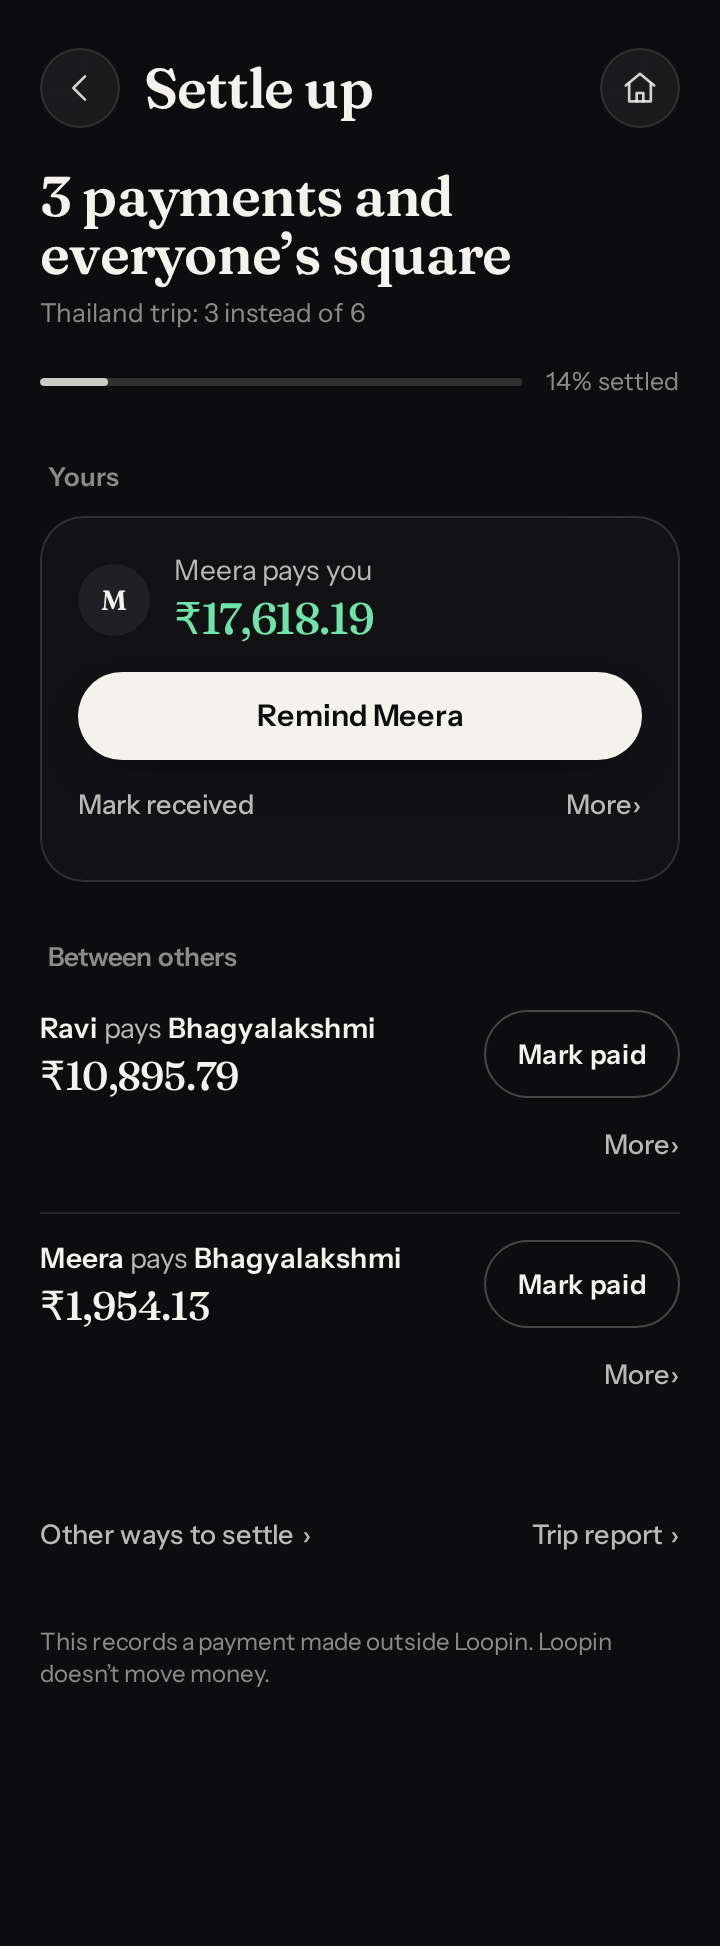 Settle up
3 payments and
everyone’s square
Thailand trip: 3 instead of 6
14% settled
Yours
M
Meera pays you
₹17,618.19
Remind Meera
Mark received
More›
Between others
Ravi pays Bhagyalakshmi
₹10,895.79
Mark paid
More›
Meera pays Bhagyalakshmi
₹1,954.13
Mark paid
More›
Other ways to settle ›
Trip report ›
This records a payment made outside Loopin. Loopin
doesn’t move money.